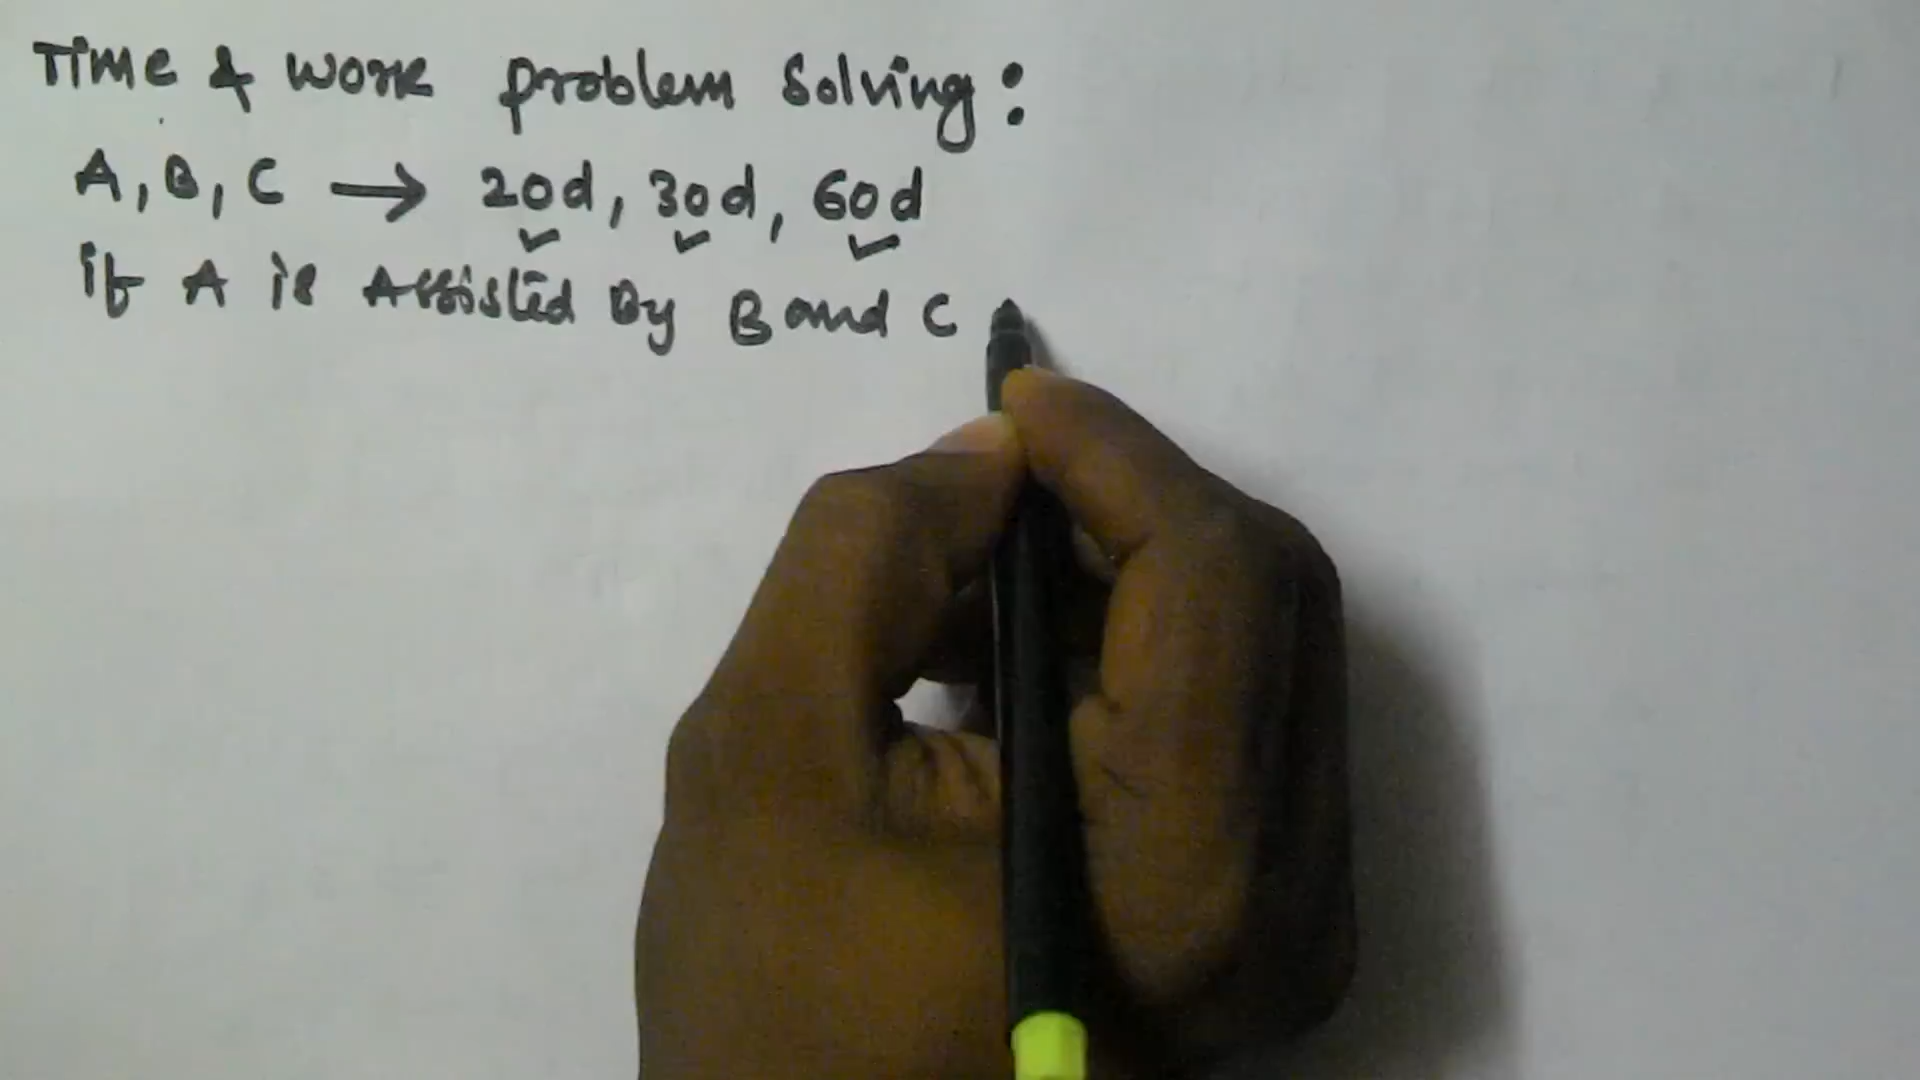 Time & work problem solving:
A, B, C → 20d, 30d, 60d
if A is Assisted By B and C